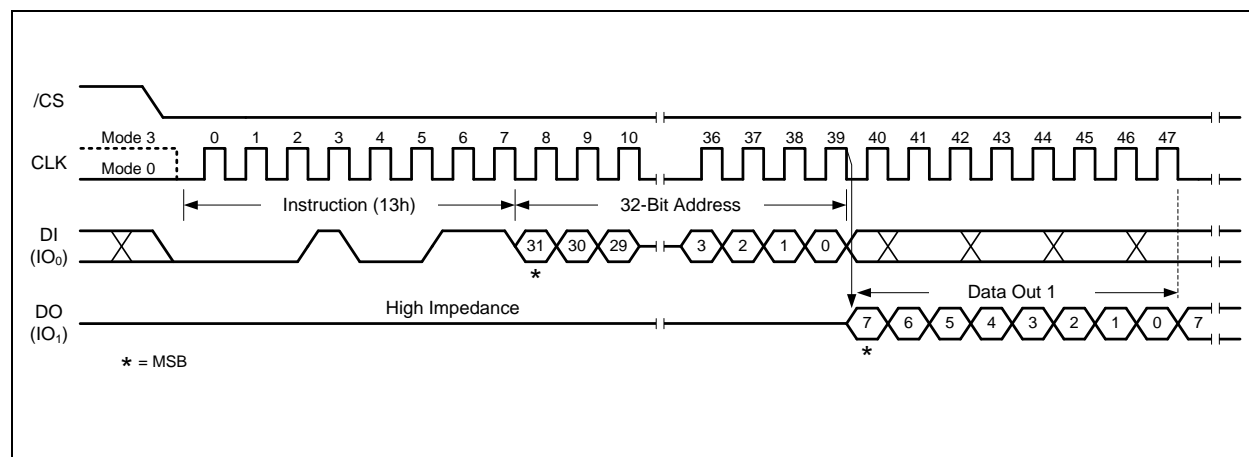 /CS
Mode 3 0 1 2 3 4 5 6 7 8 9 10 36 37 38 39 40 41 42 43 44 45 46 47
CLK
Mode 0
Instruction (13h) 32-Bit Address
DI
(IO₀)
31 30 29 3 2 1 0
*
High Impedance Data Out 1
DO
(IO₁)
7 6 5 4 3 2 1 0 7
*
* = MSB